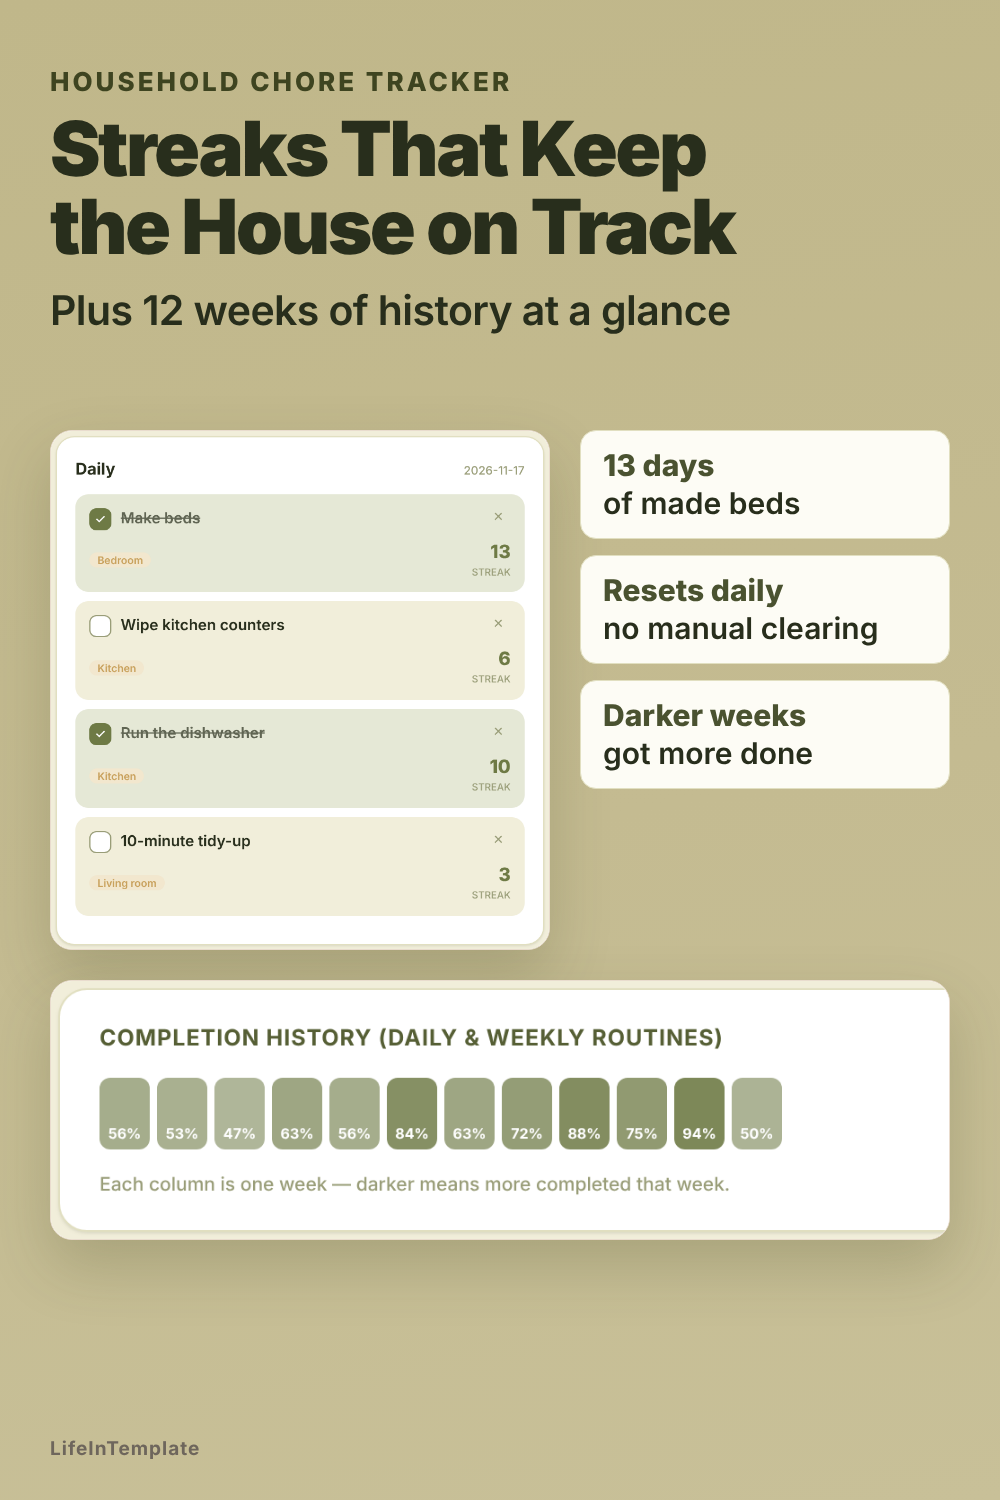 HOUSEHOLD CHORE TRACKER
Streaks That Keep
the House on Track
Plus 12 weeks of history at a glance
Daily
2026-11-17
Make beds
×
Bedroom
13
STREAK
Wipe kitchen counters
×
Kitchen
6
STREAK
Run the dishwasher
×
Kitchen
10
STREAK
10-minute tidy-up
×
Living room
3
STREAK
13 days
of made beds
Resets daily
no manual clearing
Darker weeks
got more done
COMPLETION HISTORY (DAILY & WEEKLY ROUTINES)
56% 53% 47% 63% 56% 84% 63% 72% 88% 75% 94% 50%
Each column is one week — darker means more completed that week.
LifeInTemplate